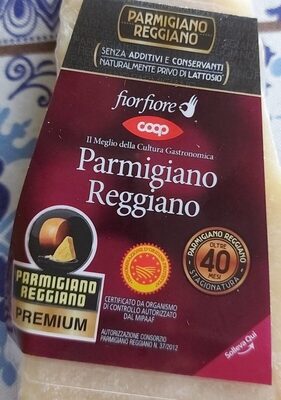 PARMIGIANO
REGGIANO
SENZA ADDITIVI E CONSERVANTI
NATURALMENTE PRIVO DI LATTOSIO*
fiorfiore
coop
Il Meglio della Cultura Gastronomica
Parmigiano
Reggiano
PARMIGIANO REGGIANO
OLTRE
40
MESI
STAGIONATURA
PARMIGIANO
REGGIANO
PREMIUM
CERTIFICATO DA ORGANISMO
DI CONTROLLO AUTORIZZATO
DAL MIPAAF
AUTORIZZAZIONE CONSORZIO
PARMIGIANO REGGIANO N. 37/2012
Solleva Qui